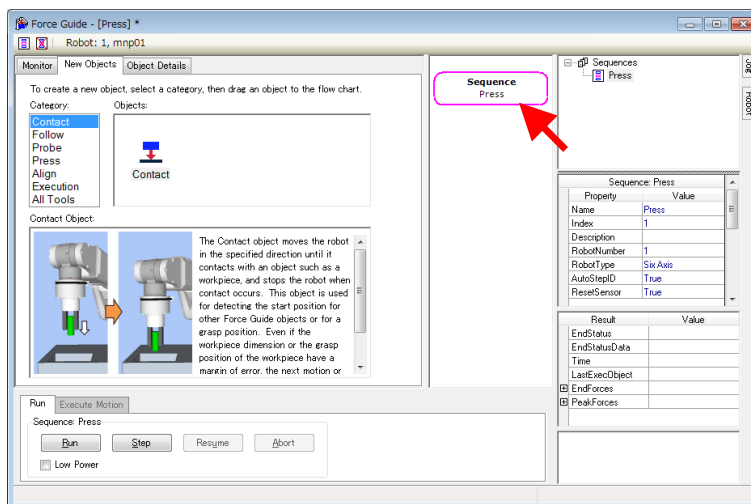 Force Guide - [Press] *
Robot: 1, mnp01
Monitor New Objects Object Details
To create a new object, select a category, then drag an object to the flow chart.
Category: Objects:
Contact
Follow
Probe
Press
Align
Execution
All Tools
Contact
Contact Object:
The Contact object moves the robot
in the specified direction until it
contacts with an object such as a
workpiece, and stops the robot when
contact occurs. This object is used
for detecting the start position for
other Force Guide objects or for a
grasp position. Even if the
workpiece dimension or the grasp
position of the workpiece have a
margin of error, the next motion or
Run Execute Motion
Sequence: Press
Run Step Resume Abort
Low Power
Sequence
Press
Sequences
Press
Jog
Robot
Sequence: Press
Property Value
Name Press
Index 1
Description
RobotNumber 1
RobotType Six Axis
AutoStepID True
ResetSensor True
Result Value
EndStatus
EndStatusData
Time
LastExecObject
EndForces
PeakForces